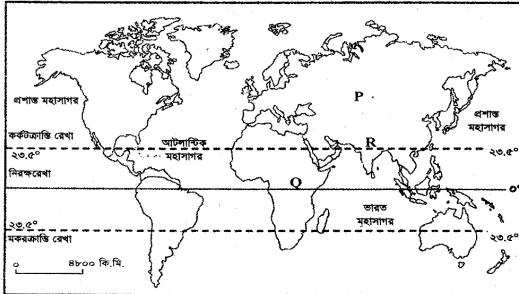 P
প্রশান্ত মহাসাগর
প্রশান্ত
মহাসাগর
কর্কটক্রান্তি রেখা
আটলান্টিক
মহাসাগর
R
২৩.৫°
২৩.৫°
Q
নিরক্ষরেখা
০°
ভারত
মহাসাগর
২৩.৫°
২৩.৫°
মকরক্রান্তি রেখা
০
৪৮০০ কি.মি.